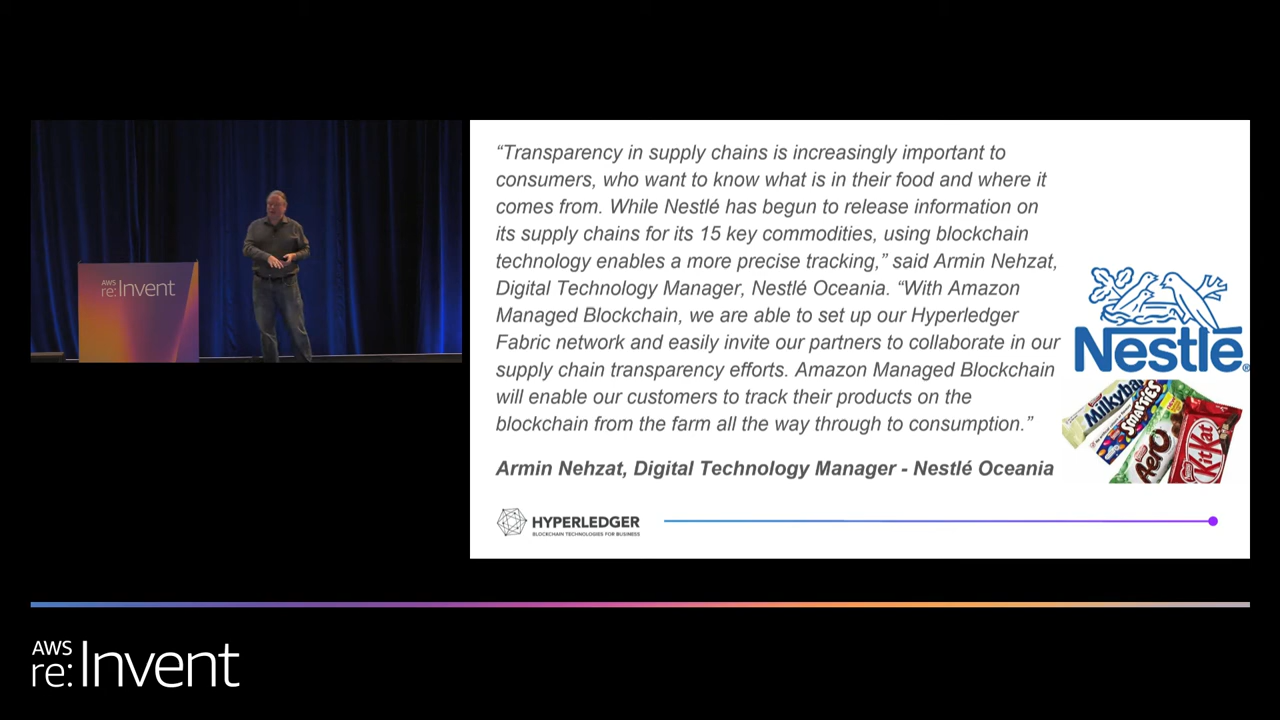 AWS
re:Invent
“Transparency in supply chains is increasingly important to
consumers, who want to know what is in their food and where it
comes from. While Nestlé has begun to release information on
its supply chains for its 15 key commodities, using blockchain
technology enables a more precise tracking,” said Armin Nehzat,
Digital Technology Manager, Nestlé Oceania. “With Amazon
Managed Blockchain, we are able to set up our Hyperledger
Fabric network and easily invite our partners to collaborate in our
supply chain transparency efforts. Amazon Managed Blockchain
will enable our customers to track their products on the
blockchain from the farm all the way through to consumption.”
Armin Nehzat, Digital Technology Manager - Nestlé Oceania
Nestlé®
Milkybar
SMARTIES
AERO
KitKat
HYPERLEDGER
BLOCKCHAIN TECHNOLOGIES FOR BUSINESS
AWS
re:Invent